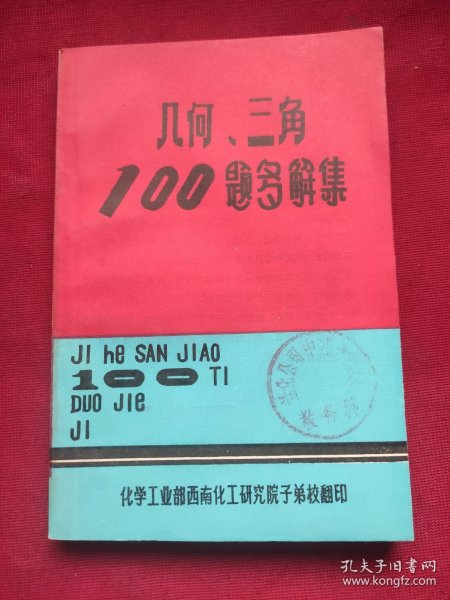 几何、三角
100题多解集
JI he SAN JIAO
100 TI
DUO JIe
JI
教务科
化学工业部西南化工研究院子弟校翻印
孔夫子旧书网
www.kongfz.com